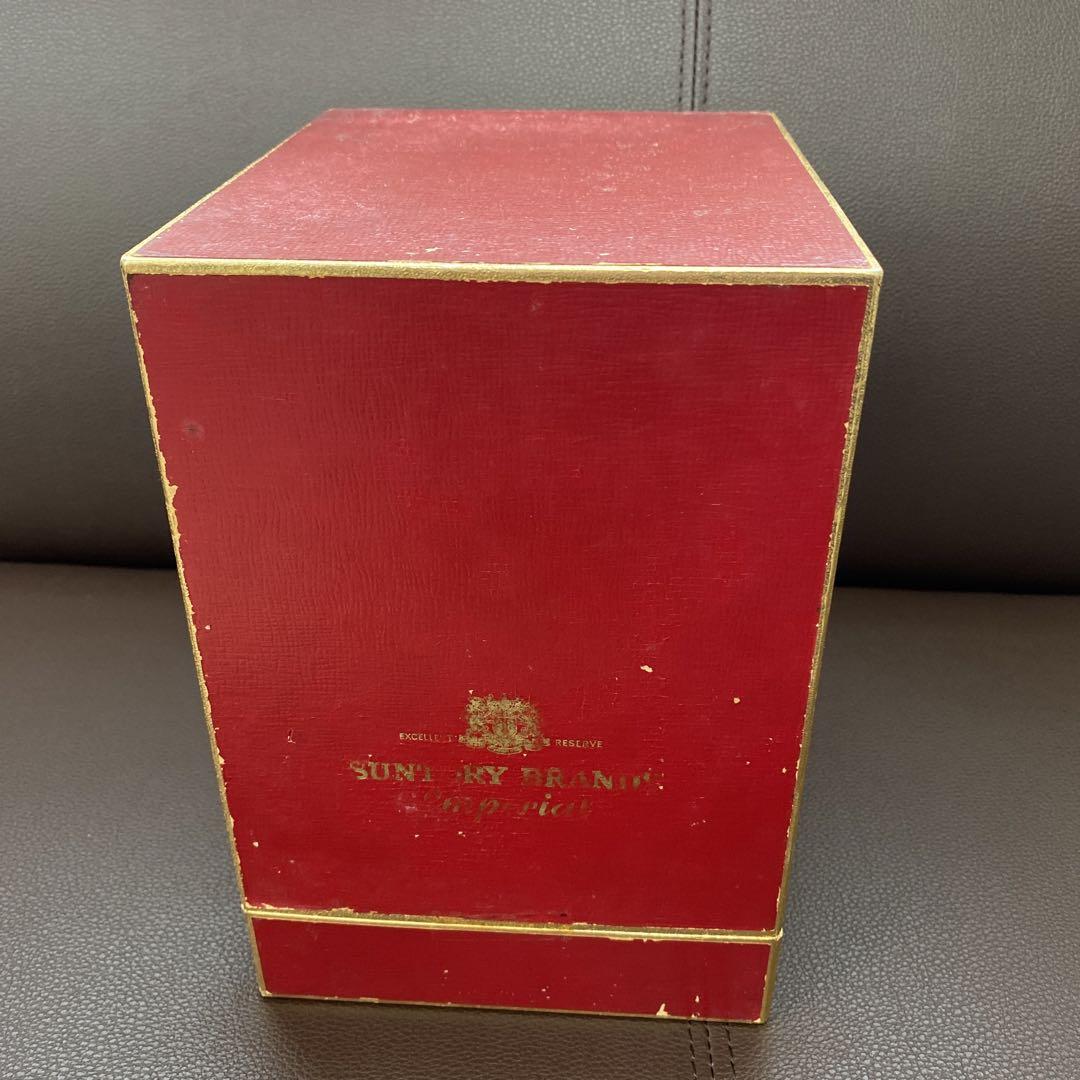 EXCELLENT RESERVE
SUNTORY BRANDY
Imperial